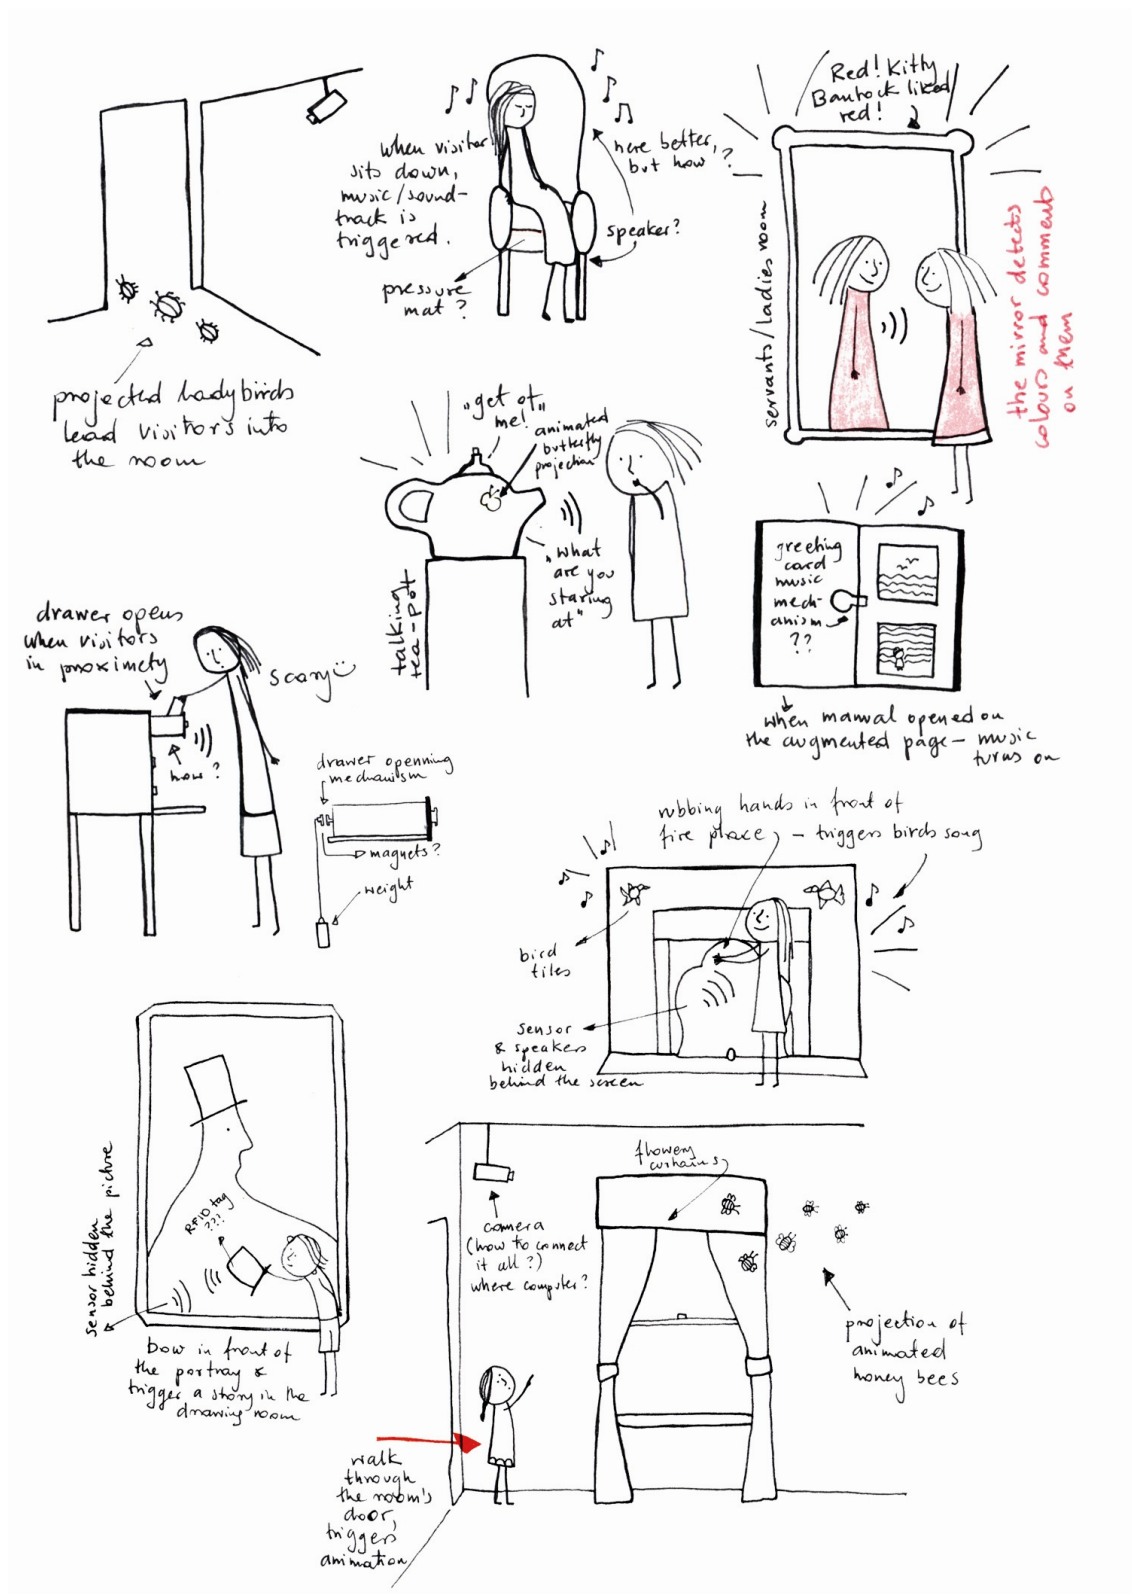 projected ladybirds
lead visitors into
the room
when visitor
sits down,
music/sound-
track is
triggered.
pressure
mat?
here better,
but how?
speaker?
Red! Kitty
Bantock liked
red!
servants/ladies room
the mirror detects
colours and comments
on them
"get of"
me!
animated
butterfly
projection
"what
are you
staring
at"
talking
tea-pot
greeting
card
music
mech-
anism
??
when manual opened on
the augmented page – music
turns on
drawer opens
when visitors
in proximety
scary
how?
drawer openning
mechanism
magnets?
weight
rubbing hands in front of
fire place, – triggers birds song
bird
tiles
sensor
& speakers
hidden
behind the screen
sensor hidden
behind the picture
RFID tag
???
bow in front of
the portray &
trigger a story in the
drawing room
flowery
curtains
camera
(how to connect
it all?)
where computer?
projection of
animated
honey bees
walk
through
the room's
door,
triggers
animation